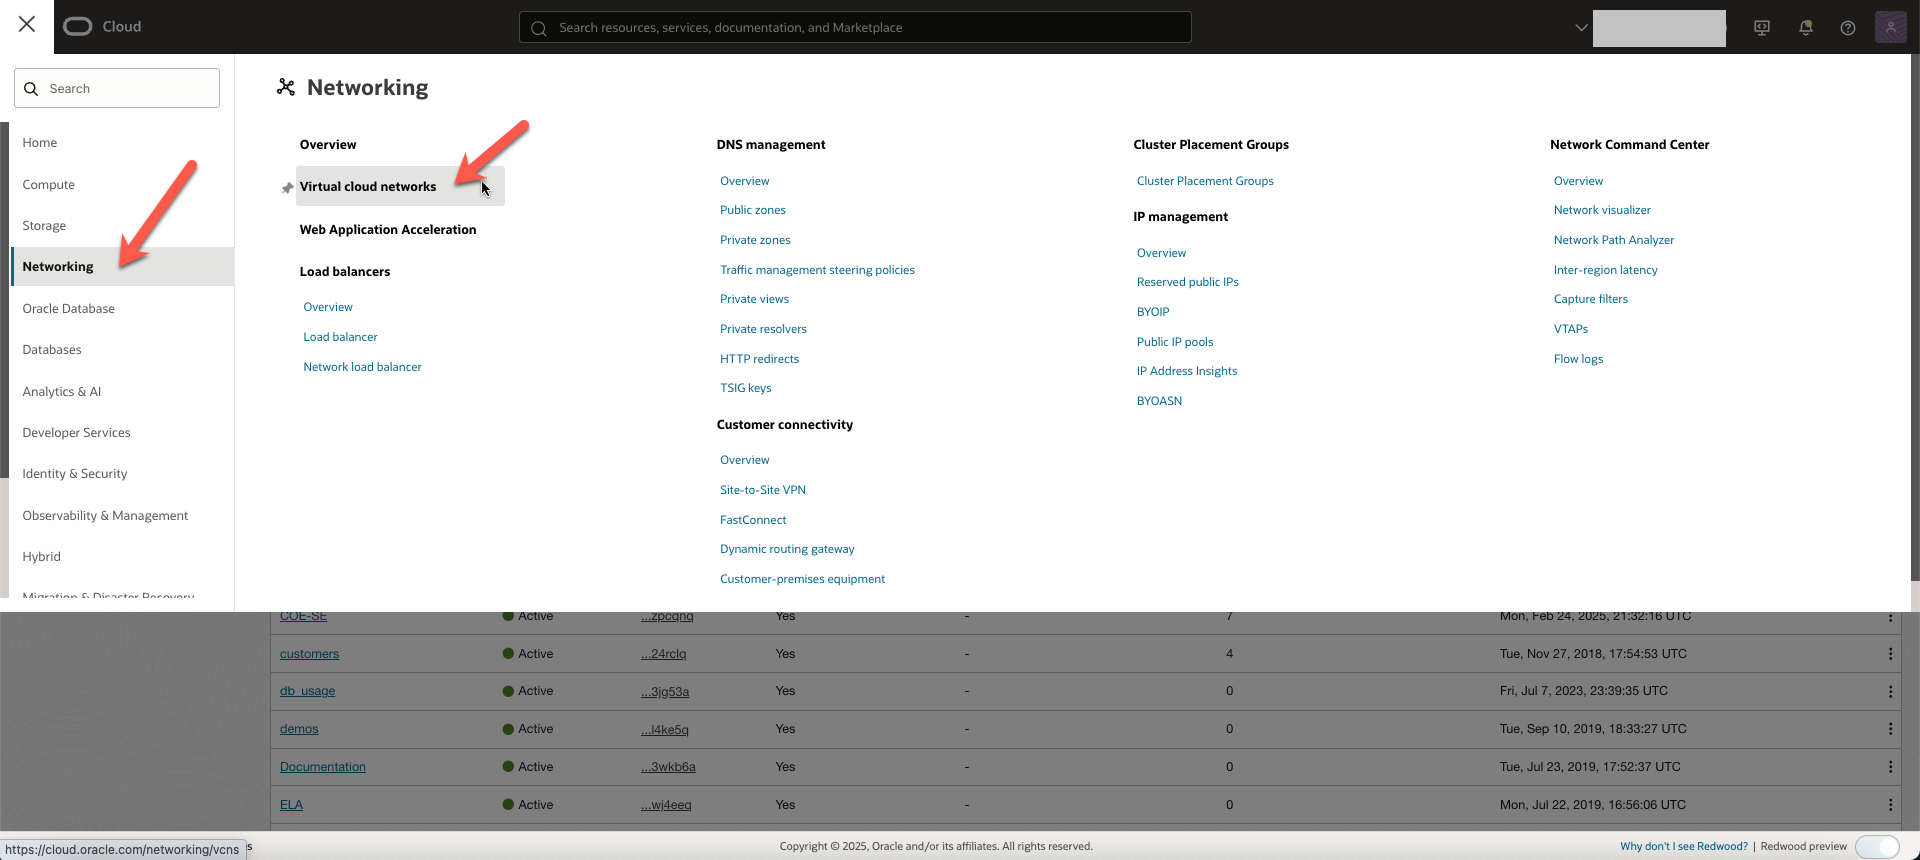 Cloud
Search resources, services, documentation, and Marketplace
Search
Home
Compute
Storage
Networking
Oracle Database
Databases
Analytics & AI
Developer Services
Identity & Security
Observability & Management
Hybrid
Migration & Disaster Recovery
Networking
Overview
Virtual cloud networks
Web Application Acceleration
Load balancers
Overview
Load balancer
Network load balancer
DNS management
Overview
Public zones
Private zones
Traffic management steering policies
Private views
Private resolvers
HTTP redirects
TSIG keys
Customer connectivity
Overview
Site-to-Site VPN
FastConnect
Dynamic routing gateway
Customer-premises equipment
Cluster Placement Groups
Cluster Placement Groups
IP management
Overview
Reserved public IPs
BYOIP
Public IP pools
IP Address Insights
BYOASN
Network Command Center
Overview
Network visualizer
Network Path Analyzer
Inter-region latency
Capture filters
VTAPs
Flow logs
COE-SE Active ...zpcqnq Yes - 7 Mon, Feb 24, 2025, 21:32:16 UTC
customers Active ...24rclq Yes - 4 Tue, Nov 27, 2018, 17:54:53 UTC
db_usage Active ...3jg53a Yes - 0 Fri, Jul 7, 2023, 23:39:35 UTC
demos Active ...l4ke5q Yes - 0 Tue, Sep 10, 2019, 18:33:27 UTC
Documentation Active ...3wkb6a Yes - 0 Tue, Jul 23, 2019, 17:52:37 UTC
ELA Active ...wj4eeq Yes - 0 Mon, Jul 22, 2019, 16:56:06 UTC
https://cloud.oracle.com/networking/vcns
Copyright © 2025, Oracle and/or its affiliates. All rights reserved.
Why don't I see Redwood? | Redwood preview